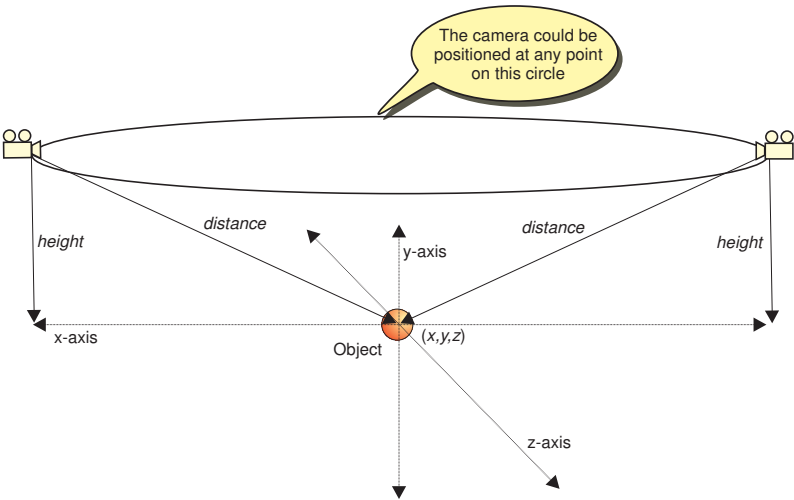 The camera could be
positioned at any point
on this circle
distance
distance
height
height
y-axis
x-axis
(x,y,z)
Object
z-axis